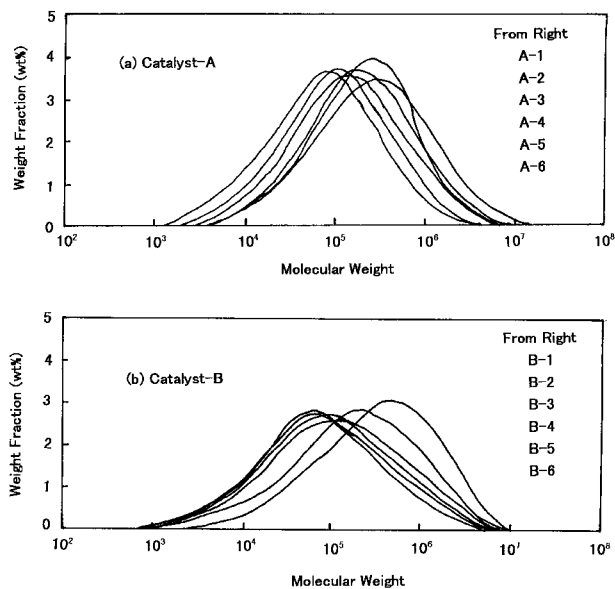 5
4
3
2
1
0
Weight Fraction (wt%)
(a) Catalyst-A
From Right
A-1
A-2
A-3
A-4
A-5
A-6
10²
10³
10⁴
10⁵
10⁶
10⁷
10⁸
Molecular Weight
5
4
3
2
1
0
Weight Fraction (wt%)
(b) Catalyst-B
From Right
B-1
B-2
B-3
B-4
B-5
B-6
10²
10³
10⁴
10⁵
10⁶
10⁷
10⁸
Molecular Weight